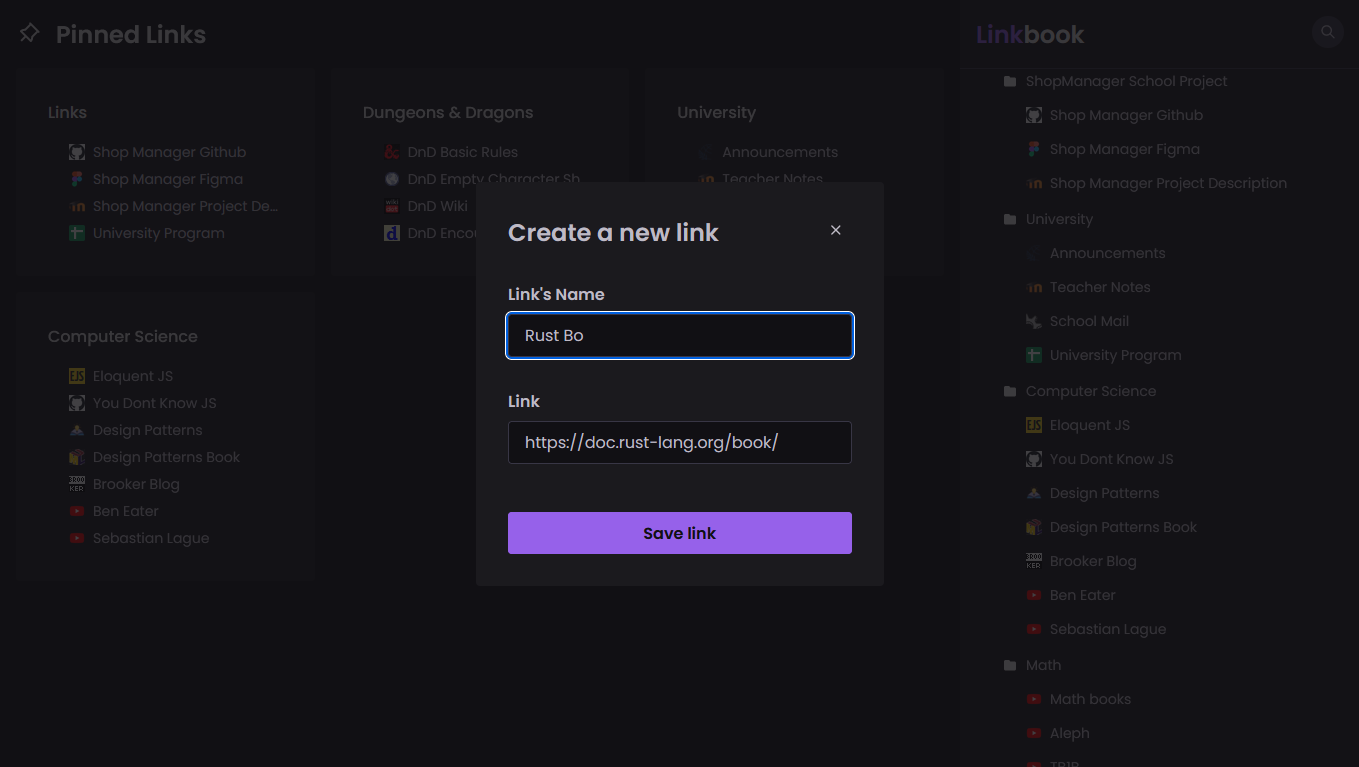 Pinned Links
Links
Shop Manager Github
Shop Manager Figma
Shop Manager Project De...
University Program
Dungeons & Dragons
DnD Basic Rules
DnD Empty Character Sh
DnD Wiki
DnD Encou
University
Announcements
Teacher Notes
Computer Science
Eloquent JS
You Dont Know JS
Design Patterns
Design Patterns Book
Brooker Blog
Ben Eater
Sebastian Lague
Create a new link
Link's Name
Rust Bo
Link
https://doc.rust-lang.org/book/
Save link
Linkbook
ShopManager School Project
Shop Manager Github
Shop Manager Figma
Shop Manager Project Description
University
Announcements
Teacher Notes
School Mail
University Program
Computer Science
Eloquent JS
You Dont Know JS
Design Patterns
Design Patterns Book
Brooker Blog
Ben Eater
Sebastian Lague
Math
Math books
Aleph